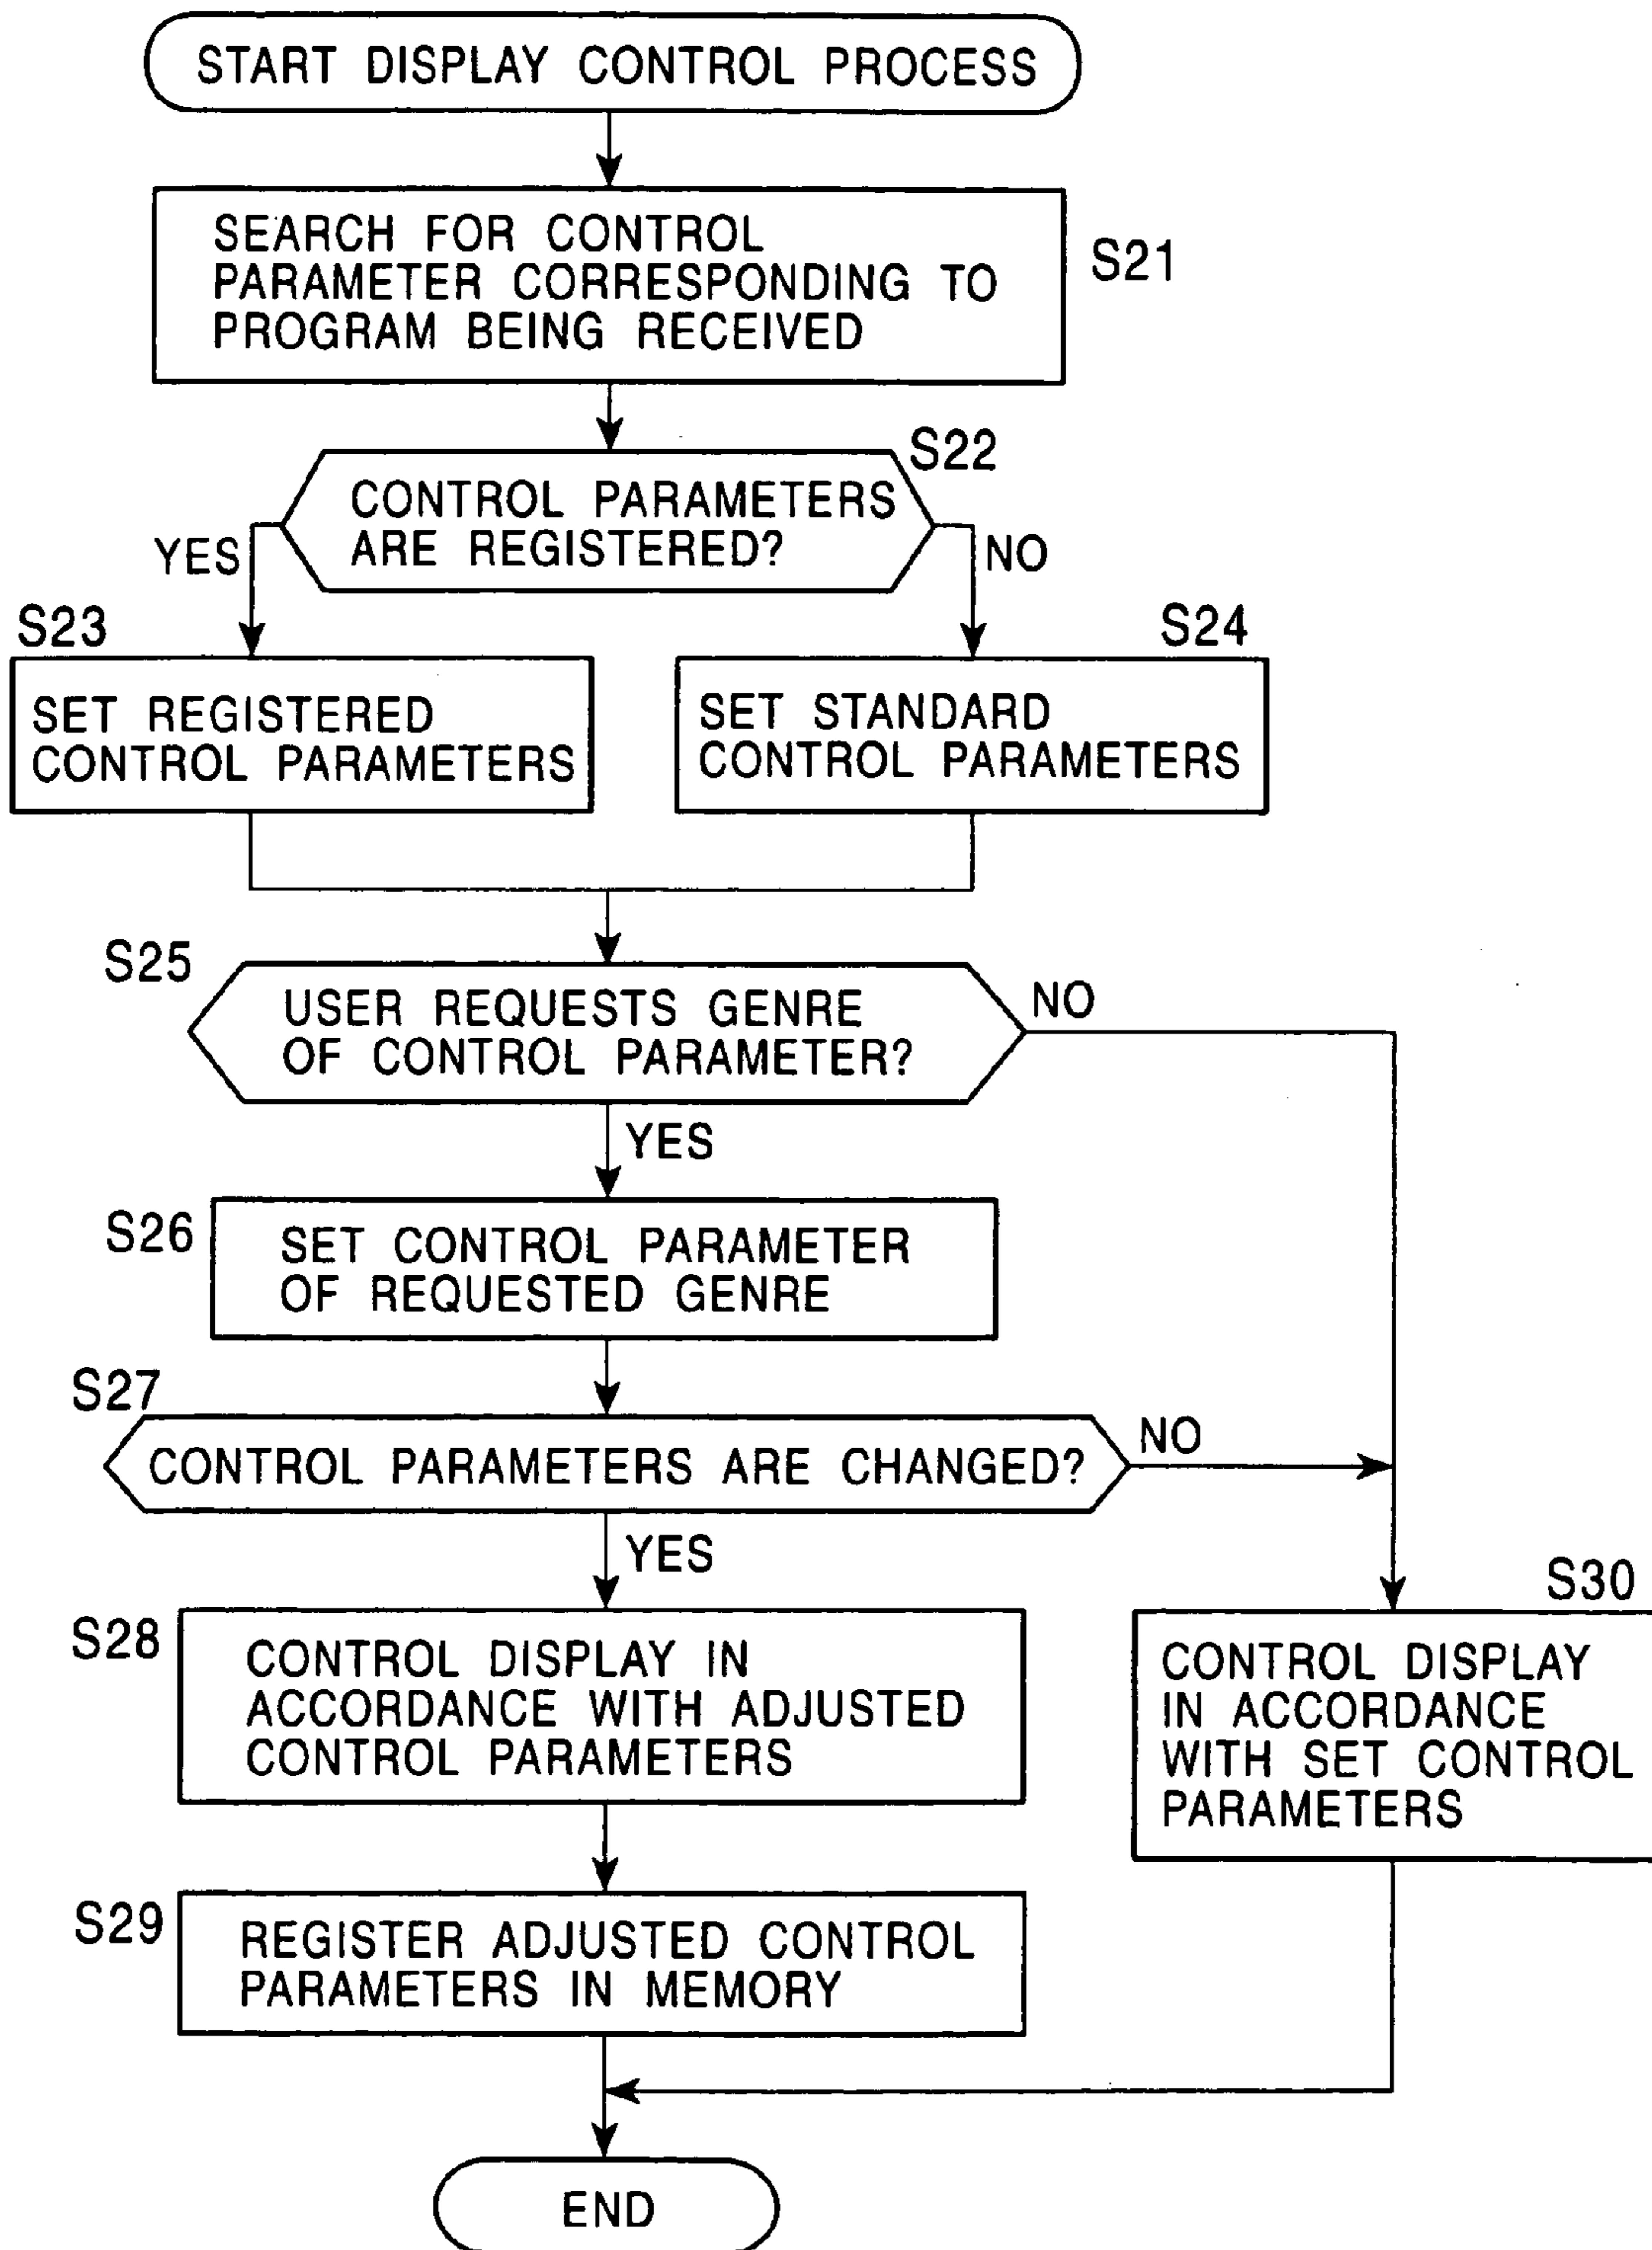 START DISPLAY CONTROL PROCESS
SEARCH FOR CONTROL
PARAMETER CORRESPONDING TO
PROGRAM BEING RECEIVED
S21
S22
CONTROL PARAMETERS
ARE REGISTERED?
YES
NO
S23
SET REGISTERED
CONTROL PARAMETERS
S24
SET STANDARD
CONTROL PARAMETERS
S25
USER REQUESTS GENRE
OF CONTROL PARAMETER?
NO
YES
S26
SET CONTROL PARAMETER
OF REQUESTED GENRE
S27
CONTROL PARAMETERS ARE CHANGED?
NO
YES
S28
CONTROL DISPLAY IN
ACCORDANCE WITH ADJUSTED
CONTROL PARAMETERS
S30
CONTROL DISPLAY
IN ACCORDANCE
WITH SET CONTROL
PARAMETERS
S29
REGISTER ADJUSTED CONTROL
PARAMETERS IN MEMORY
END